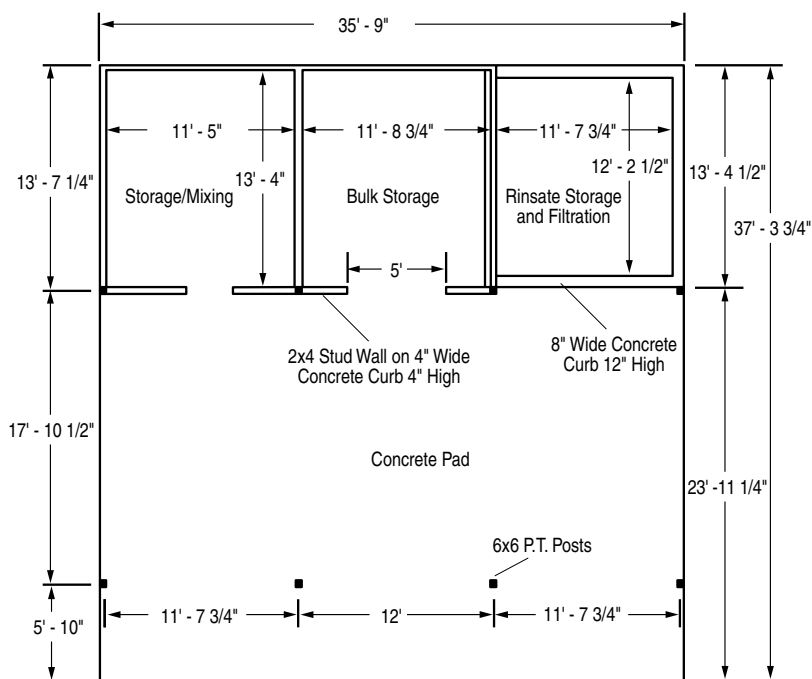 35' - 9"
11' - 5"
11' - 8 3/4"
11' - 7 3/4"
12' - 2 1/2"
13' - 4"
13' - 7 1/4"
13' - 4 1/2"
Storage/Mixing
Bulk Storage
Rinsate Storage
and Filtration
37' - 3 3/4"
5'
2x4 Stud Wall on 4" Wide
Concrete Curb 4" High
8" Wide Concrete
Curb 12" High
17' - 10 1/2"
Concrete Pad
23' -11 1/4"
6x6 P.T. Posts
11' - 7 3/4"
12'
11' - 7 3/4"
5' - 10"